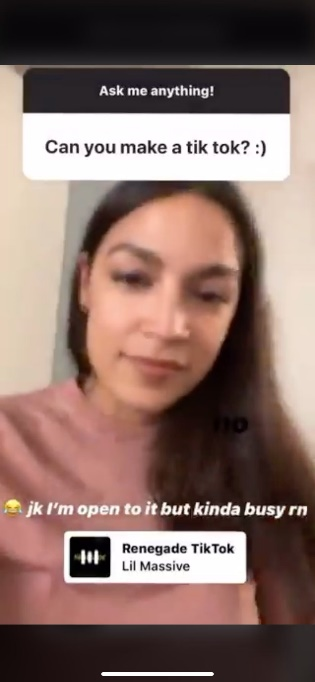 Ask me anything!
Can you make a tik tok? :)
no
😂 jk I'm open to it but kinda busy rn
Renegade TikTok
Lil Massive